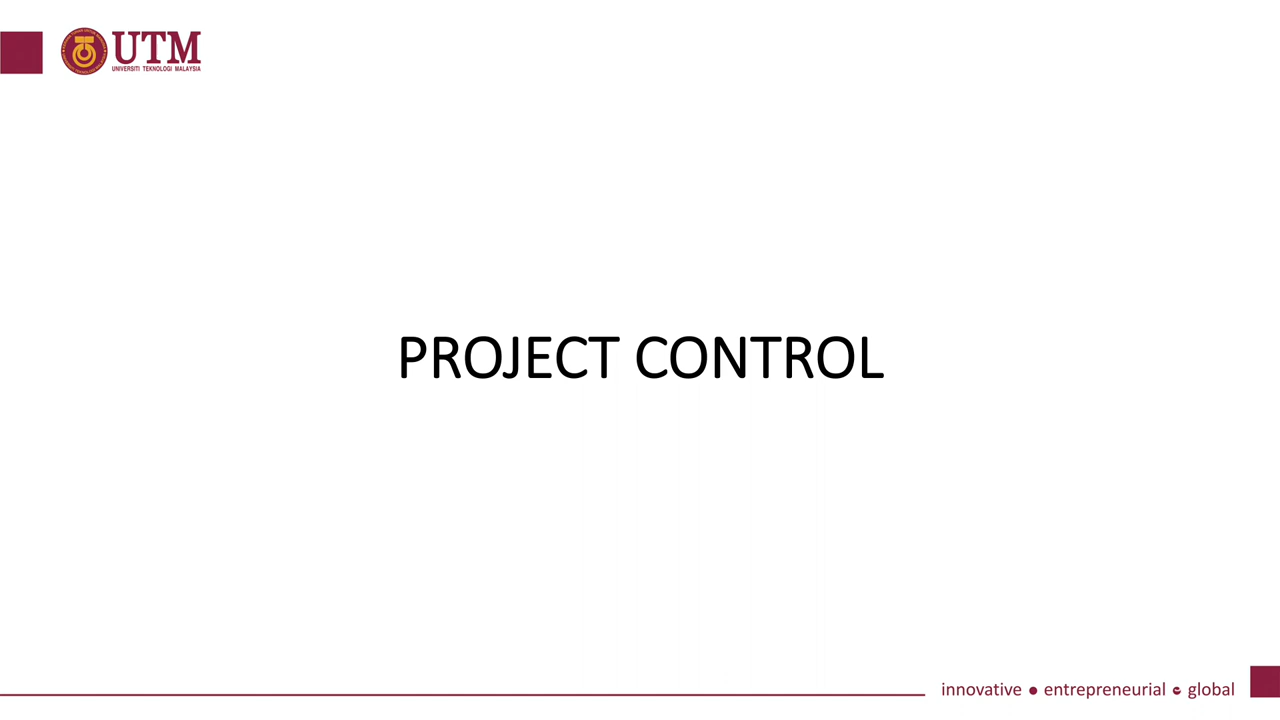 UTM
UNIVERSITI TEKNOLOGI MALAYSIA
PROJECT CONTROL
innovative ● entrepreneurial ● global